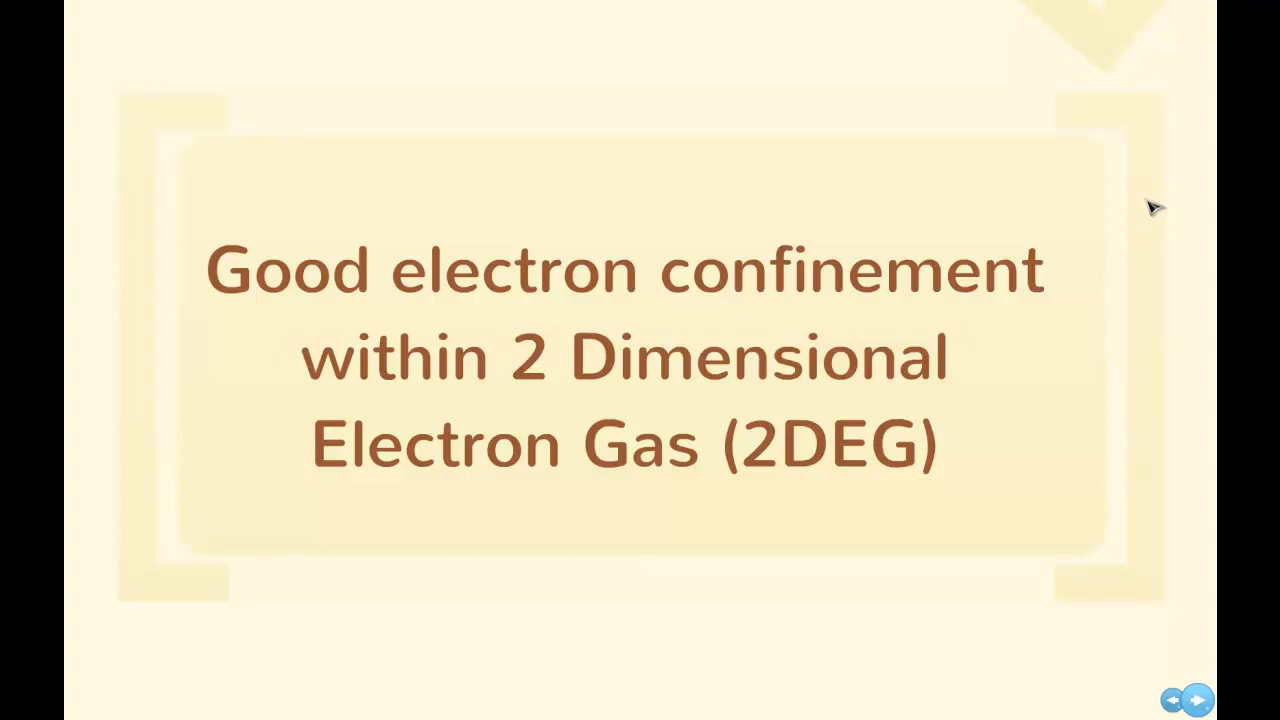 Good electron confinement
within 2 Dimensional
Electron Gas (2DEG)